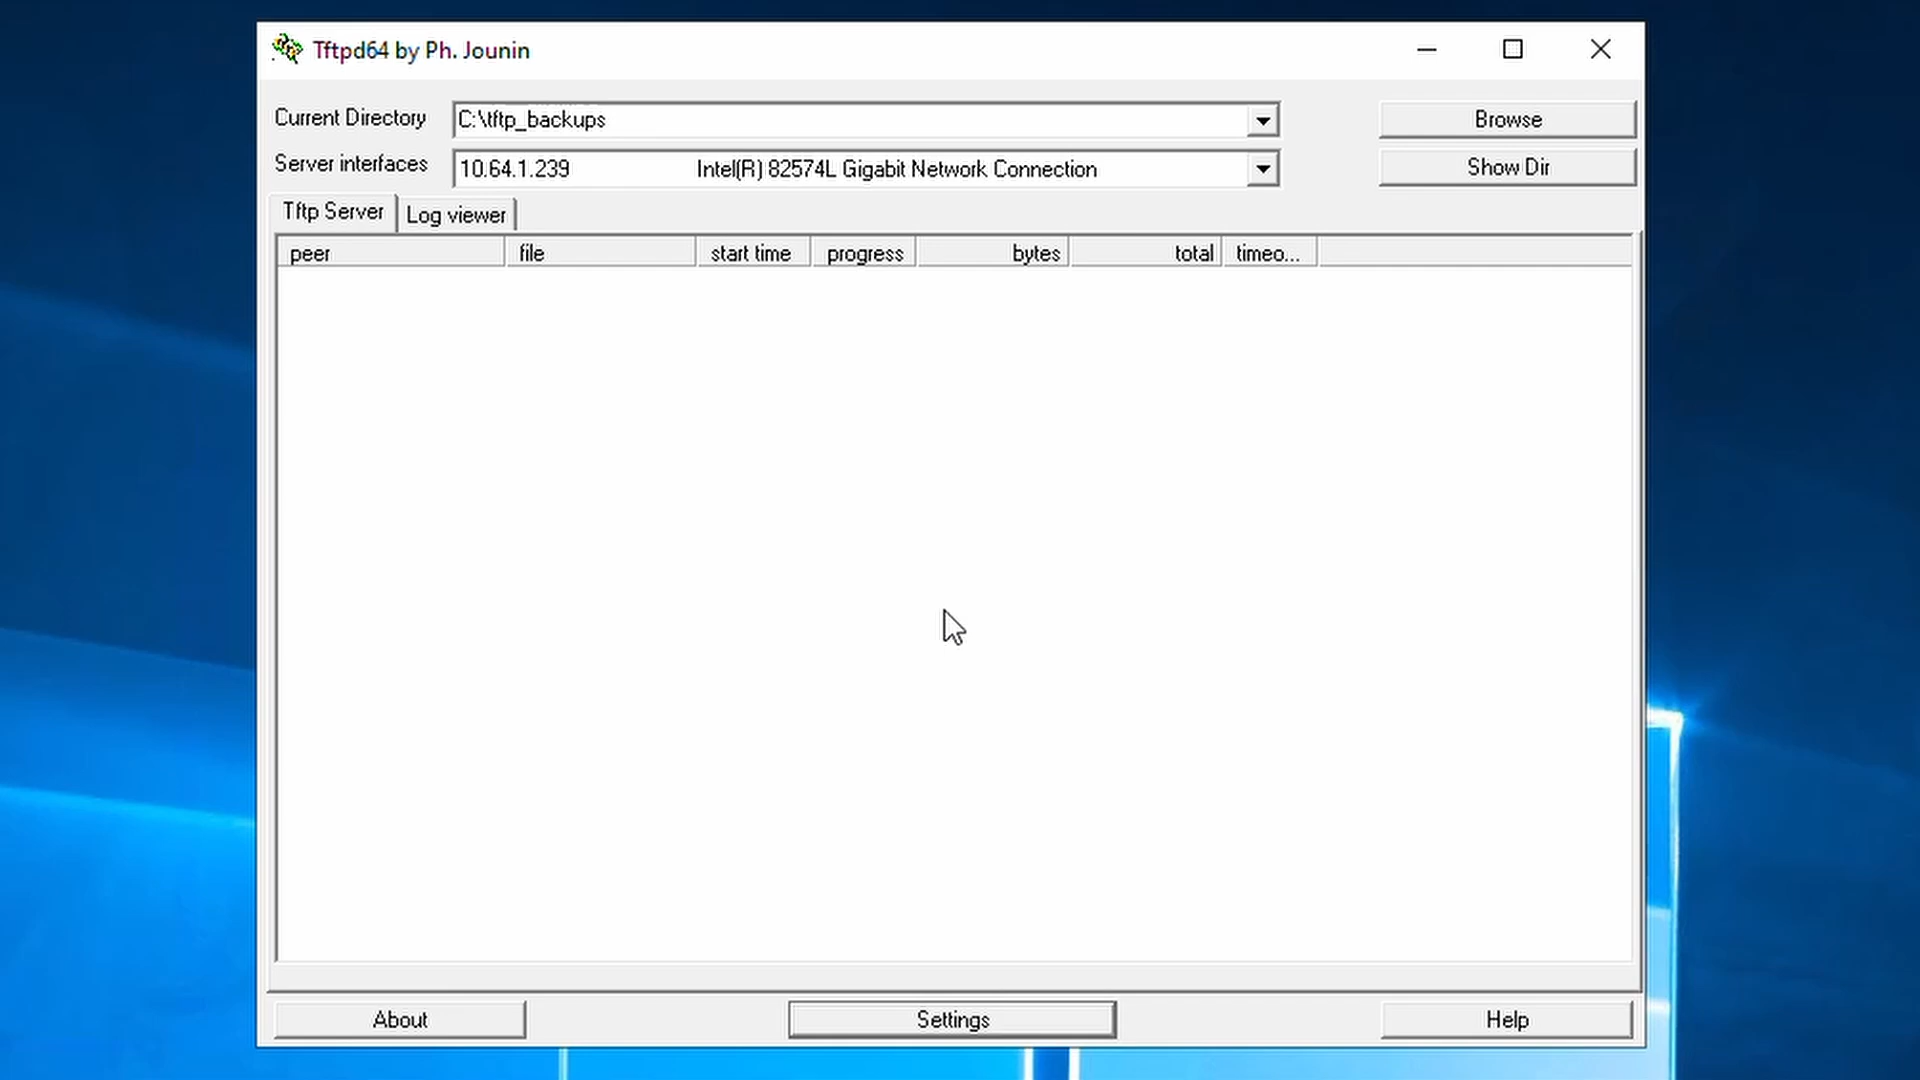 Tftpd64 by Ph. Jounin
Current Directory C:\tftp_backups Browse
Server interfaces 10.64.1.239 Intel(R) 82574L Gigabit Network Connection Show Dir
Tftp Server Log viewer
peer file start time progress bytes total timeo...
About Settings Help